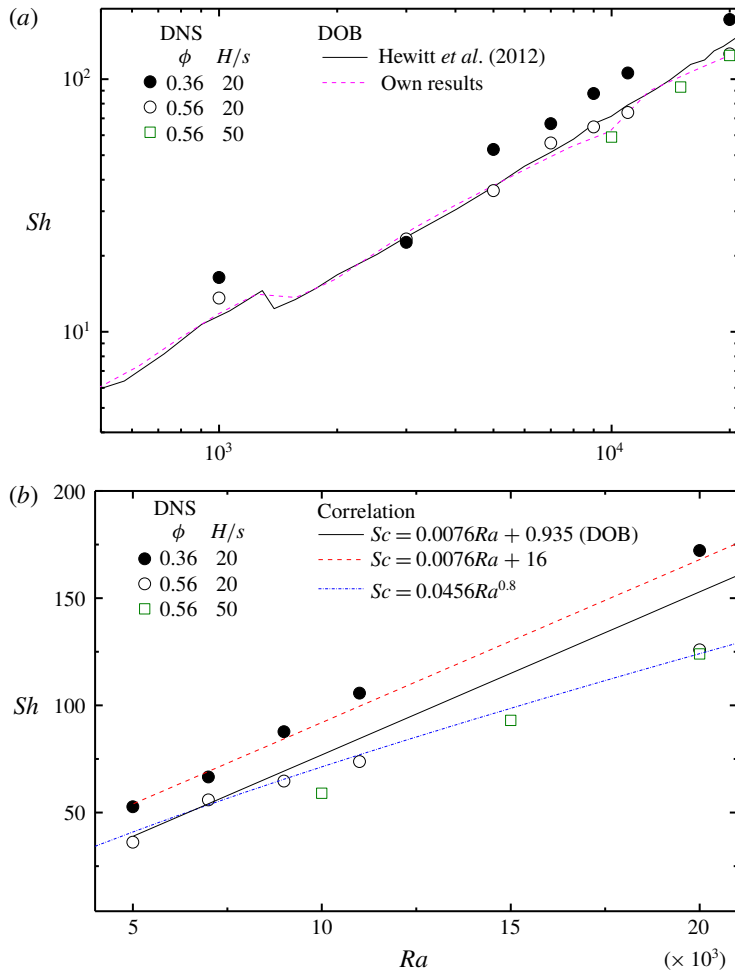 (a)
DNS DOB
ϕ H/s Hewitt et al. (2012)
0.36 20 Own results
0.56 20
0.56 50
10²
Sh
10¹
10³ 10⁴
(b)
200
DNS Correlation
ϕ H/s Sc = 0.0076Ra + 0.935 (DOB)
0.36 20 Sc = 0.0076Ra + 16
0.56 20 Sc = 0.0456Ra^0.8
0.56 50
150
Sh 100
50
5 10 15 20
Ra (× 10³)